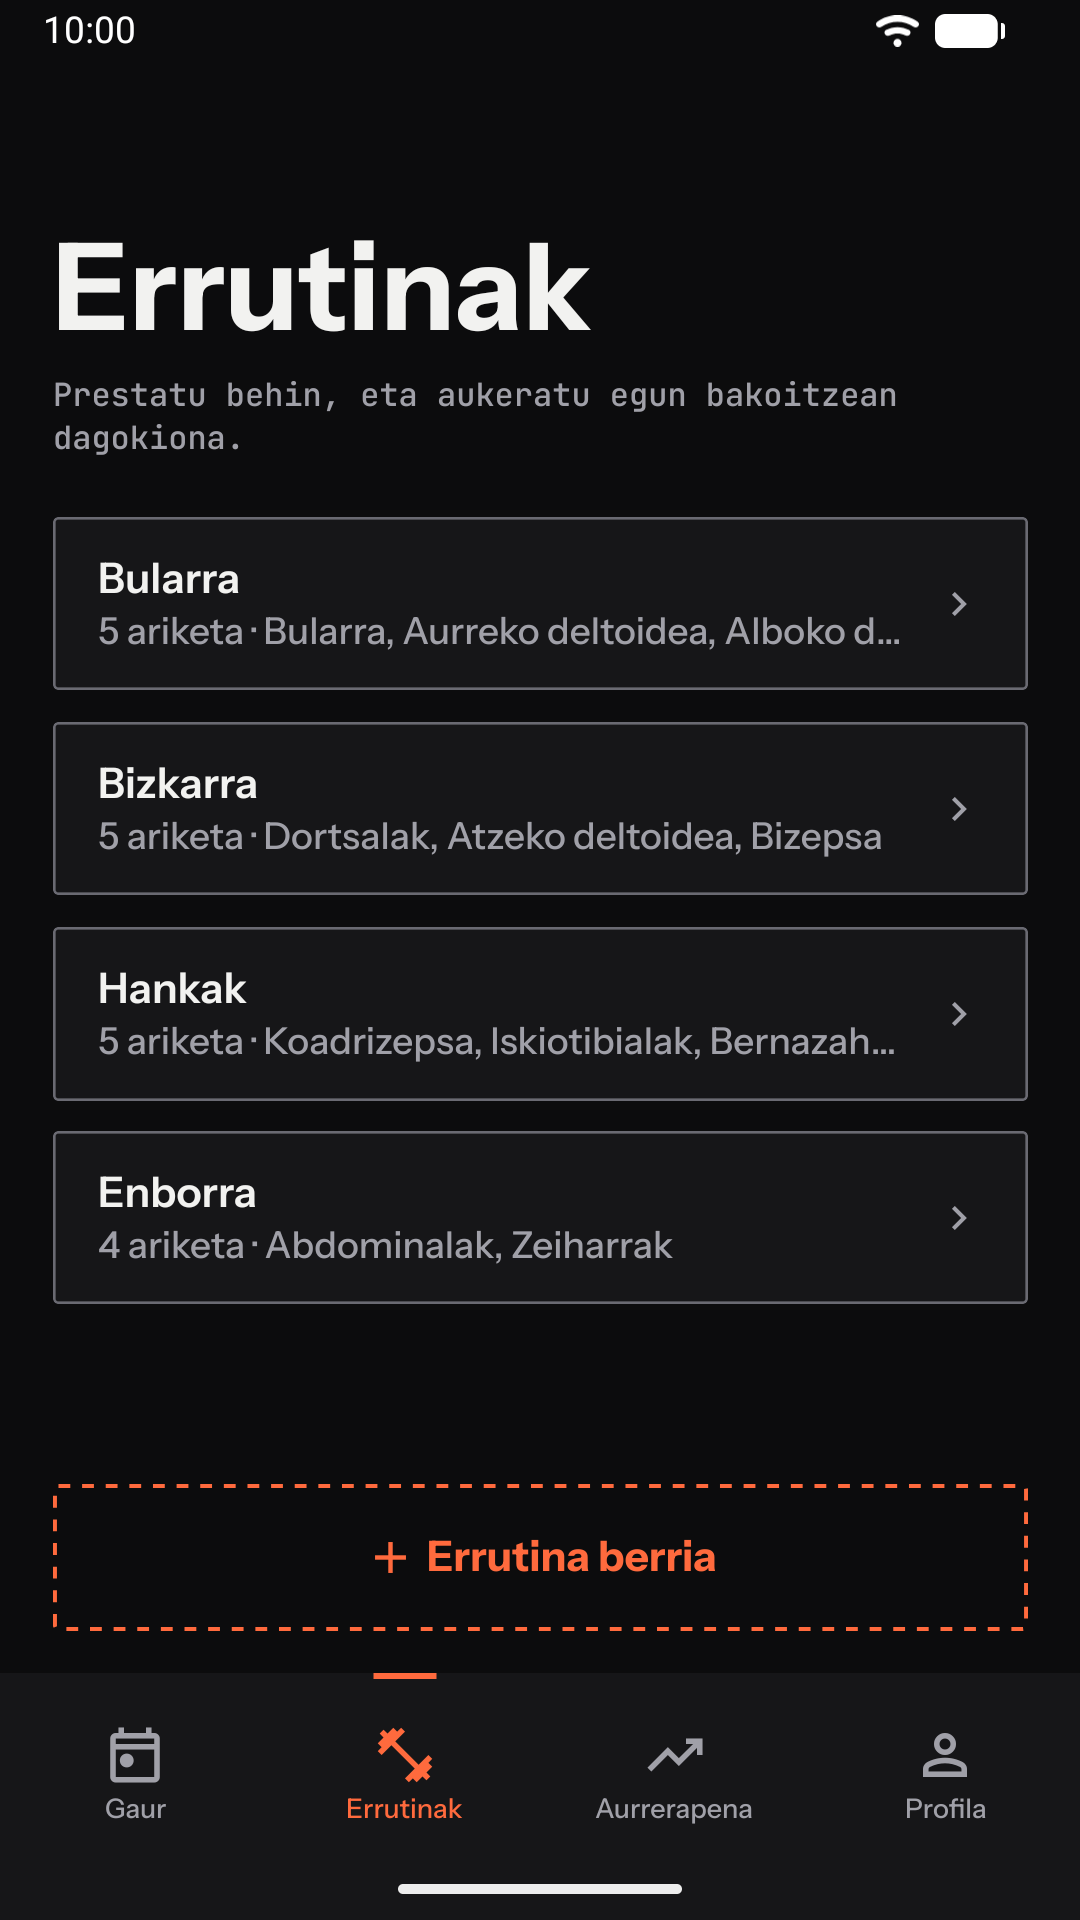 10:00
Errutinak
Prestatu behin, eta aukeratu egun bakoitzean
dagokiona.
Bularra
5 ariketa · Bularra, Aurreko deltoidea, Alboko d...
Bizkarra
5 ariketa · Dortsalak, Atzeko deltoidea, Bizepsa
Hankak
5 ariketa · Koadrizepsa, Iskiotibialak, Bernazah...
Enborra
4 ariketa · Abdominalak, Zeiharrak
+ Errutina berria
Gaur
Errutinak
Aurrerapena
Profila